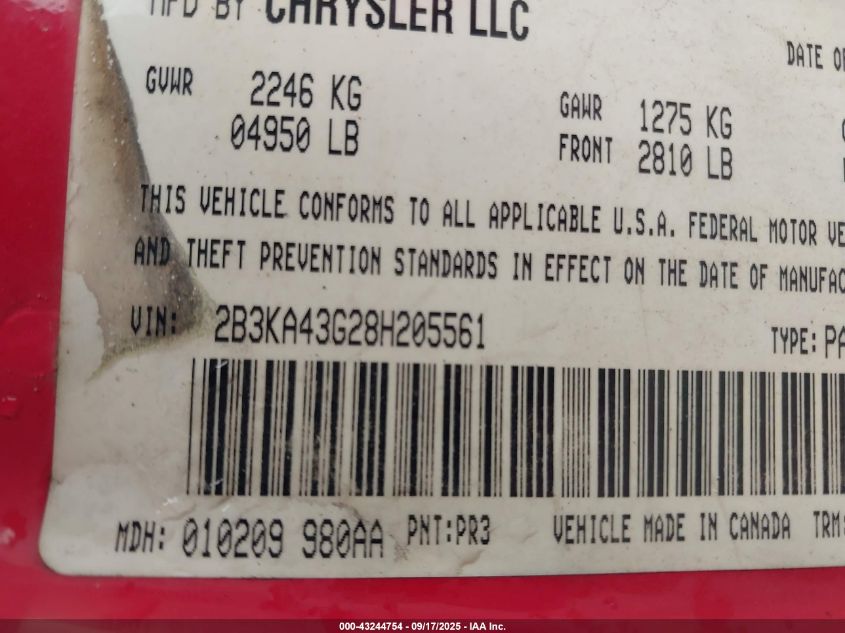 MFD BY CHRYSLER LLC
DATE OF
GVWR 2246 KG
04950 LB
GAWR 1275 KG
FRONT 2810 LB
THIS VEHICLE CONFORMS TO ALL APPLICABLE U.S.A. FEDERAL MOTOR VE
AND THEFT PREVENTION STANDARDS IN EFFECT ON THE DATE OF MANUFAC
VIN: 2B3KA43G28H205561
TYPE: PA
MDH: 010209 980AA PNT:PR3 VEHICLE MADE IN CANADA TRM:
000-43244754 - 09/17/2025 - IAA Inc.